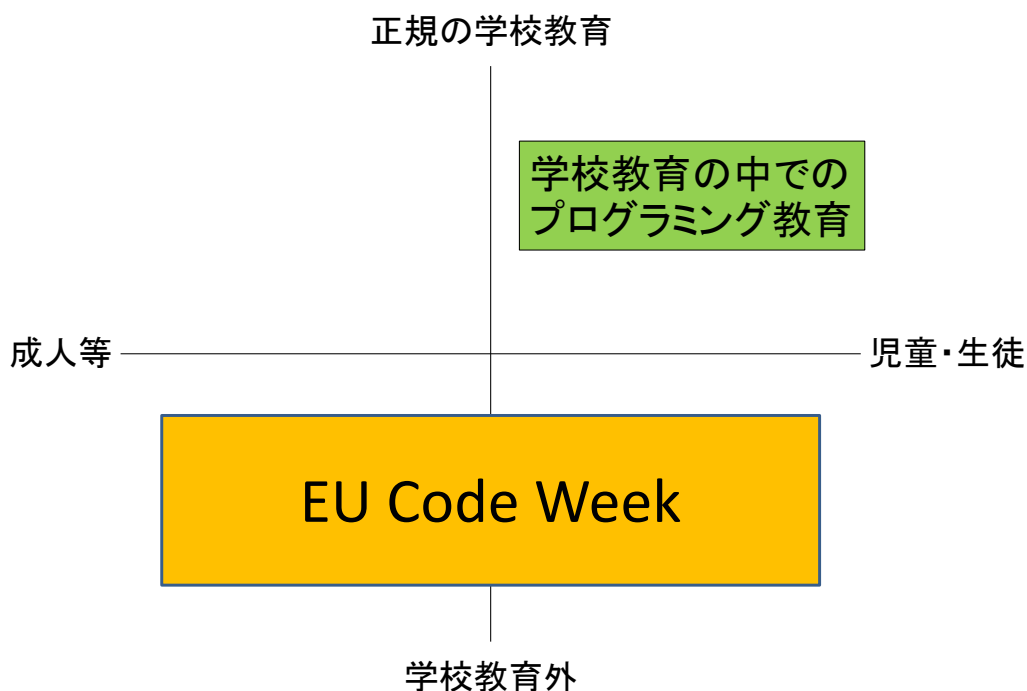 正規の学校教育
学校教育の中での
プログラミング教育
成人等
児童・生徒
EU Code Week
学校教育外